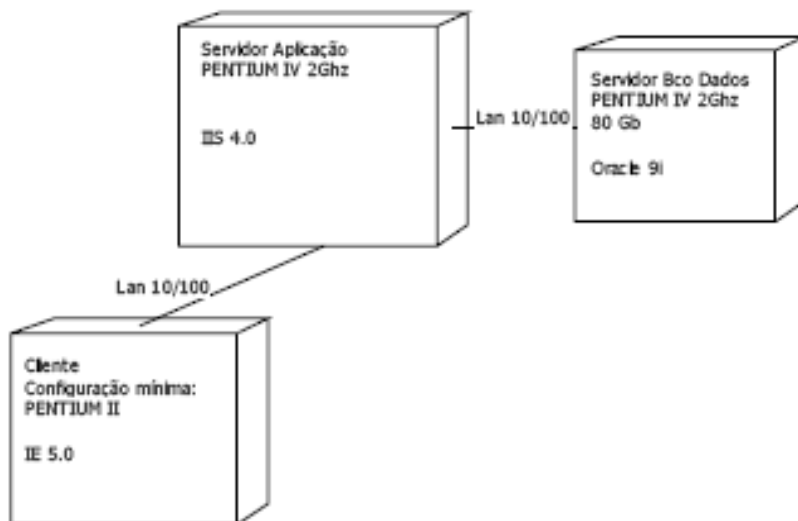 Servidor Aplicação
PENTIUM IV 2Ghz
IIS 4.0
Lan 10/100
Servidor Bco Dados
PENTIUM IV 2Ghz
80 Gb
Oracle 9i
Lan 10/100
Cliente
Configuração mínima:
PENTIUM II
IE 5.0